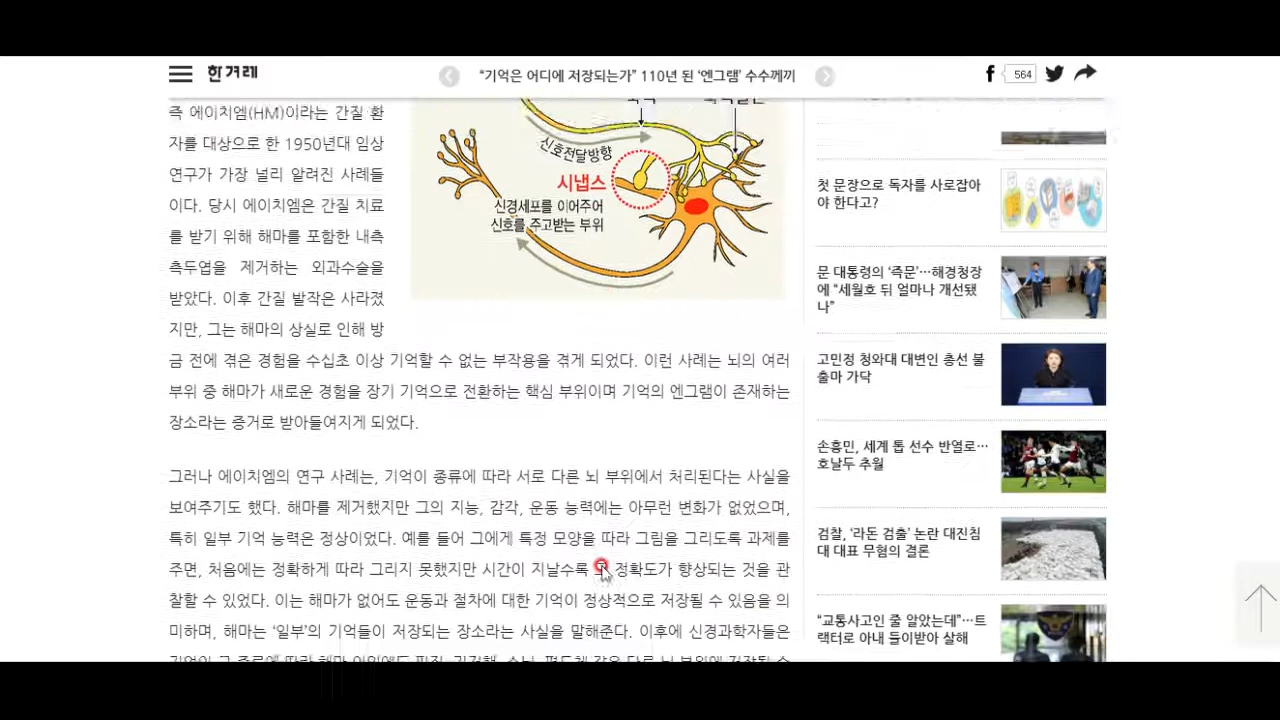 한겨레
“기억은 어디에 저장되는가” 110년 된 ‘엔그램’ 수수께끼
564
즉 에이치엠(HM)이라는 간질 환
자를 대상으로 한 1950년대 임상
연구가 가장 널리 알려진 사례들
이다. 당시 에이치엠은 간질 치료
를 받기 위해 해마를 포함한 내측
측두엽을 제거하는 외과수술을
받았다. 이후 간질 발작은 사라졌
지만, 그는 해마의 상실로 인해 방
금 전에 겪은 경험을 수십초 이상 기억할 수 없는 부작용을 겪게 되었다. 이런 사례는 뇌의 여러
부위 중 해마가 새로운 경험을 장기 기억으로 전환하는 핵심 부위이며 기억의 엔그램이 존재하는
장소라는 증거로 받아들여지게 되었다.
신호전달방향
시냅스
신경세포를 이어주어
신호를 주고받는 부위
그러나 에이치엠의 연구 사례는, 기억이 종류에 따라 서로 다른 뇌 부위에서 처리된다는 사실을
보여주기도 했다. 해마를 제거했지만 그의 지능, 감각, 운동 능력에는 아무런 변화가 없었으며,
특히 일부 기억 능력은 정상이었다. 예를 들어 그에게 특정 모양을 따라 그림을 그리도록 과제를
주면, 처음에는 정확하게 따라 그리지 못했지만 시간이 지날수록 정확도가 향상되는 것을 관
찰할 수 있었다. 이는 해마가 없어도 운동과 절차에 대한 기억이 정상적으로 저장될 수 있음을 의
미하며, 해마는 ‘일부’의 기억들이 저장되는 장소라는 사실을 말해준다. 이후에 신경과학자들은
첫 문장으로 독자를 사로잡아
야 한다고?
문 대통령의 ‘즉문’…해경청장
에 “세월호 뒤 얼마나 개선됐
나”
고민정 청와대 대변인 총선 불
출마 가닥
손흥민, 세계 톱 선수 반열로…
호날두 추월
검찰, ‘라돈 검출’ 논란 대진침
대 대표 무혐의 결론
“교통사고인 줄 알았는데”…트
랙터로 아내 들이받아 살해